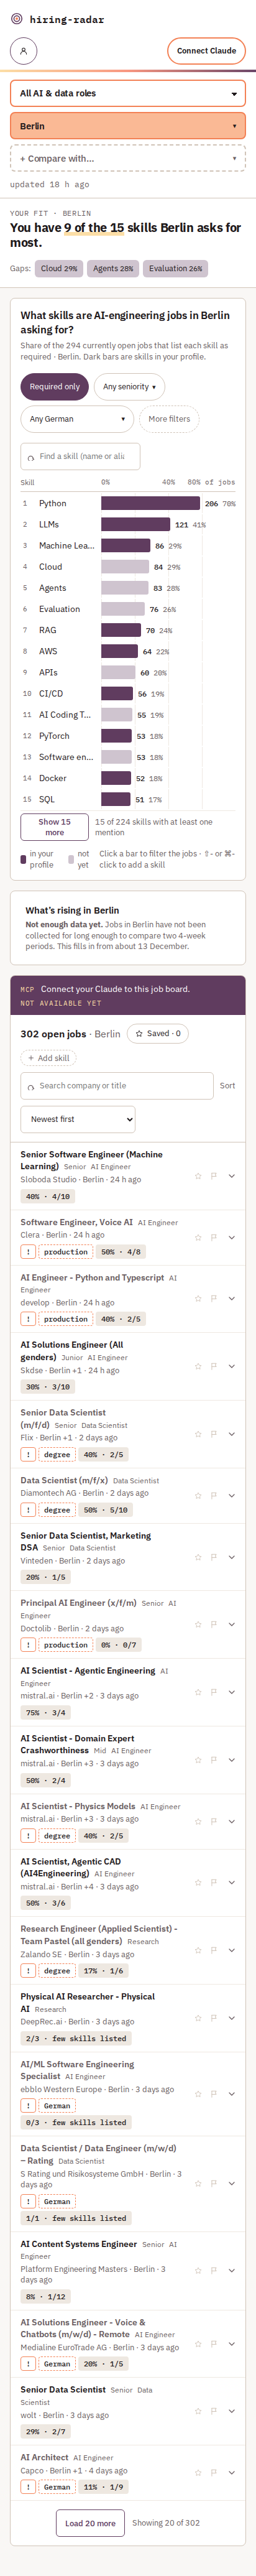 hiring-radar
Connect Claude
All AI & data roles
Berlin
+ Compare with...
updated 18 h ago
YOUR FIT · BERLIN
You have 9 of the 15 skills Berlin asks for
most.
Gaps: Cloud 29% Agents 28% Evaluation 26%
What skills are AI-engineering jobs in Berlin
asking for?
Share of the 294 currently open jobs that list each skill as
required · Berlin. Dark bars are skills in your profile.
Required only Any seniority
Any German More filters
Find a skill (name or alia
Skill 0% 40% 80% of jobs
1 Python 206 70%
2 LLMs 121 41%
3 Machine Lea... 86 29%
4 Cloud 84 29%
5 Agents 83 28%
6 Evaluation 76 26%
7 RAG 70 24%
8 AWS 64 22%
9 APIs 60 20%
10 CI/CD 56 19%
11 AI Coding T... 55 19%
12 PyTorch 53 18%
13 Software en... 53 18%
14 Docker 52 18%
15 SQL 51 17%
Show 15
more
15 of 224 skills with at least one
mention
in your
profile
not
yet
Click a bar to filter the jobs · ⇧- or ⌘-
click to add a skill
What's rising in Berlin
Not enough data yet. Jobs in Berlin have not been
collected for long enough to compare two 4-week
periods. This fills in from about 13 December.
MCP Connect your Claude to this job board.
NOT AVAILABLE YET
302 open jobs · Berlin Saved · 0
+ Add skill
Search company or title Sort
Newest first
Senior Software Engineer (Machine
Learning) Senior AI Engineer
Sloboda Studio · Berlin · 24 h ago
40% · 4/10
Software Engineer, Voice AI AI Engineer
Clera · Berlin · 24 h ago
! production 50% · 4/8
AI Engineer - Python and Typescript AI
Engineer
develop · Berlin · 24 h ago
! production 40% · 2/5
AI Solutions Engineer (All
genders) Junior AI Engineer
Skdse · Berlin +1 · 24 h ago
30% · 3/10
Senior Data Scientist
(m/f/d) Senior Data Scientist
Flix · Berlin +1 · 2 days ago
! degree 40% · 2/5
Data Scientist (m/f/x) Data Scientist
Diamontech AG · Berlin · 2 days ago
! degree 50% · 5/10
Senior Data Scientist, Marketing
DSA Senior Data Scientist
Vinteden · Berlin · 2 days ago
20% · 1/5
Principal AI Engineer (x/f/m) Senior AI
Engineer
Doctolib · Berlin · 2 days ago
! production 0% · 0/7
AI Scientist - Agentic Engineering AI
Engineer
mistral.ai · Berlin +2 · 3 days ago
75% · 3/4
AI Scientist - Domain Expert
Crashworthiness Mid AI Engineer
mistral.ai · Berlin +3 · 3 days ago
50% · 2/4
AI Scientist - Physics Models AI Engineer
mistral.ai · Berlin +3 · 3 days ago
! degree 40% · 2/5
AI Scientist, Agentic CAD
(AI4Engineering) AI Engineer
mistral.ai · Berlin +4 · 3 days ago
50% · 3/6
Research Engineer (Applied Scientist) -
Team Pastel (all genders) Research
Zalando SE · Berlin · 3 days ago
! degree 17% · 1/6
Physical AI Researcher - Physical
AI Research
DeepRec.ai · Berlin · 3 days ago
2/3 · few skills listed
AI/ML Software Engineering
Specialist AI Engineer
ebblo Western Europe · Berlin · 3 days ago
! German
0/3 · few skills listed
Data Scientist / Data Engineer (m/w/d)
– Rating Data Scientist
S Rating und Risikosysteme GmbH · Berlin · 3
days ago
! German
1/1 · few skills listed
AI Content Systems Engineer Senior AI
Engineer
Platform Engineering Masters · Berlin · 3
days ago
8% · 1/12
AI Solutions Engineer - Voice &
Chatbots (m/w/d) - Remote AI Engineer
Medialine EuroTrade AG · Berlin · 3 days ago
! German 20% · 1/5
Senior Data Scientist Senior Data
Scientist
wolt · Berlin · 3 days ago
29% · 2/7
AI Architect AI Engineer
Capco · Berlin +1 · 4 days ago
! German 11% · 1/9
Load 20 more Showing 20 of 302